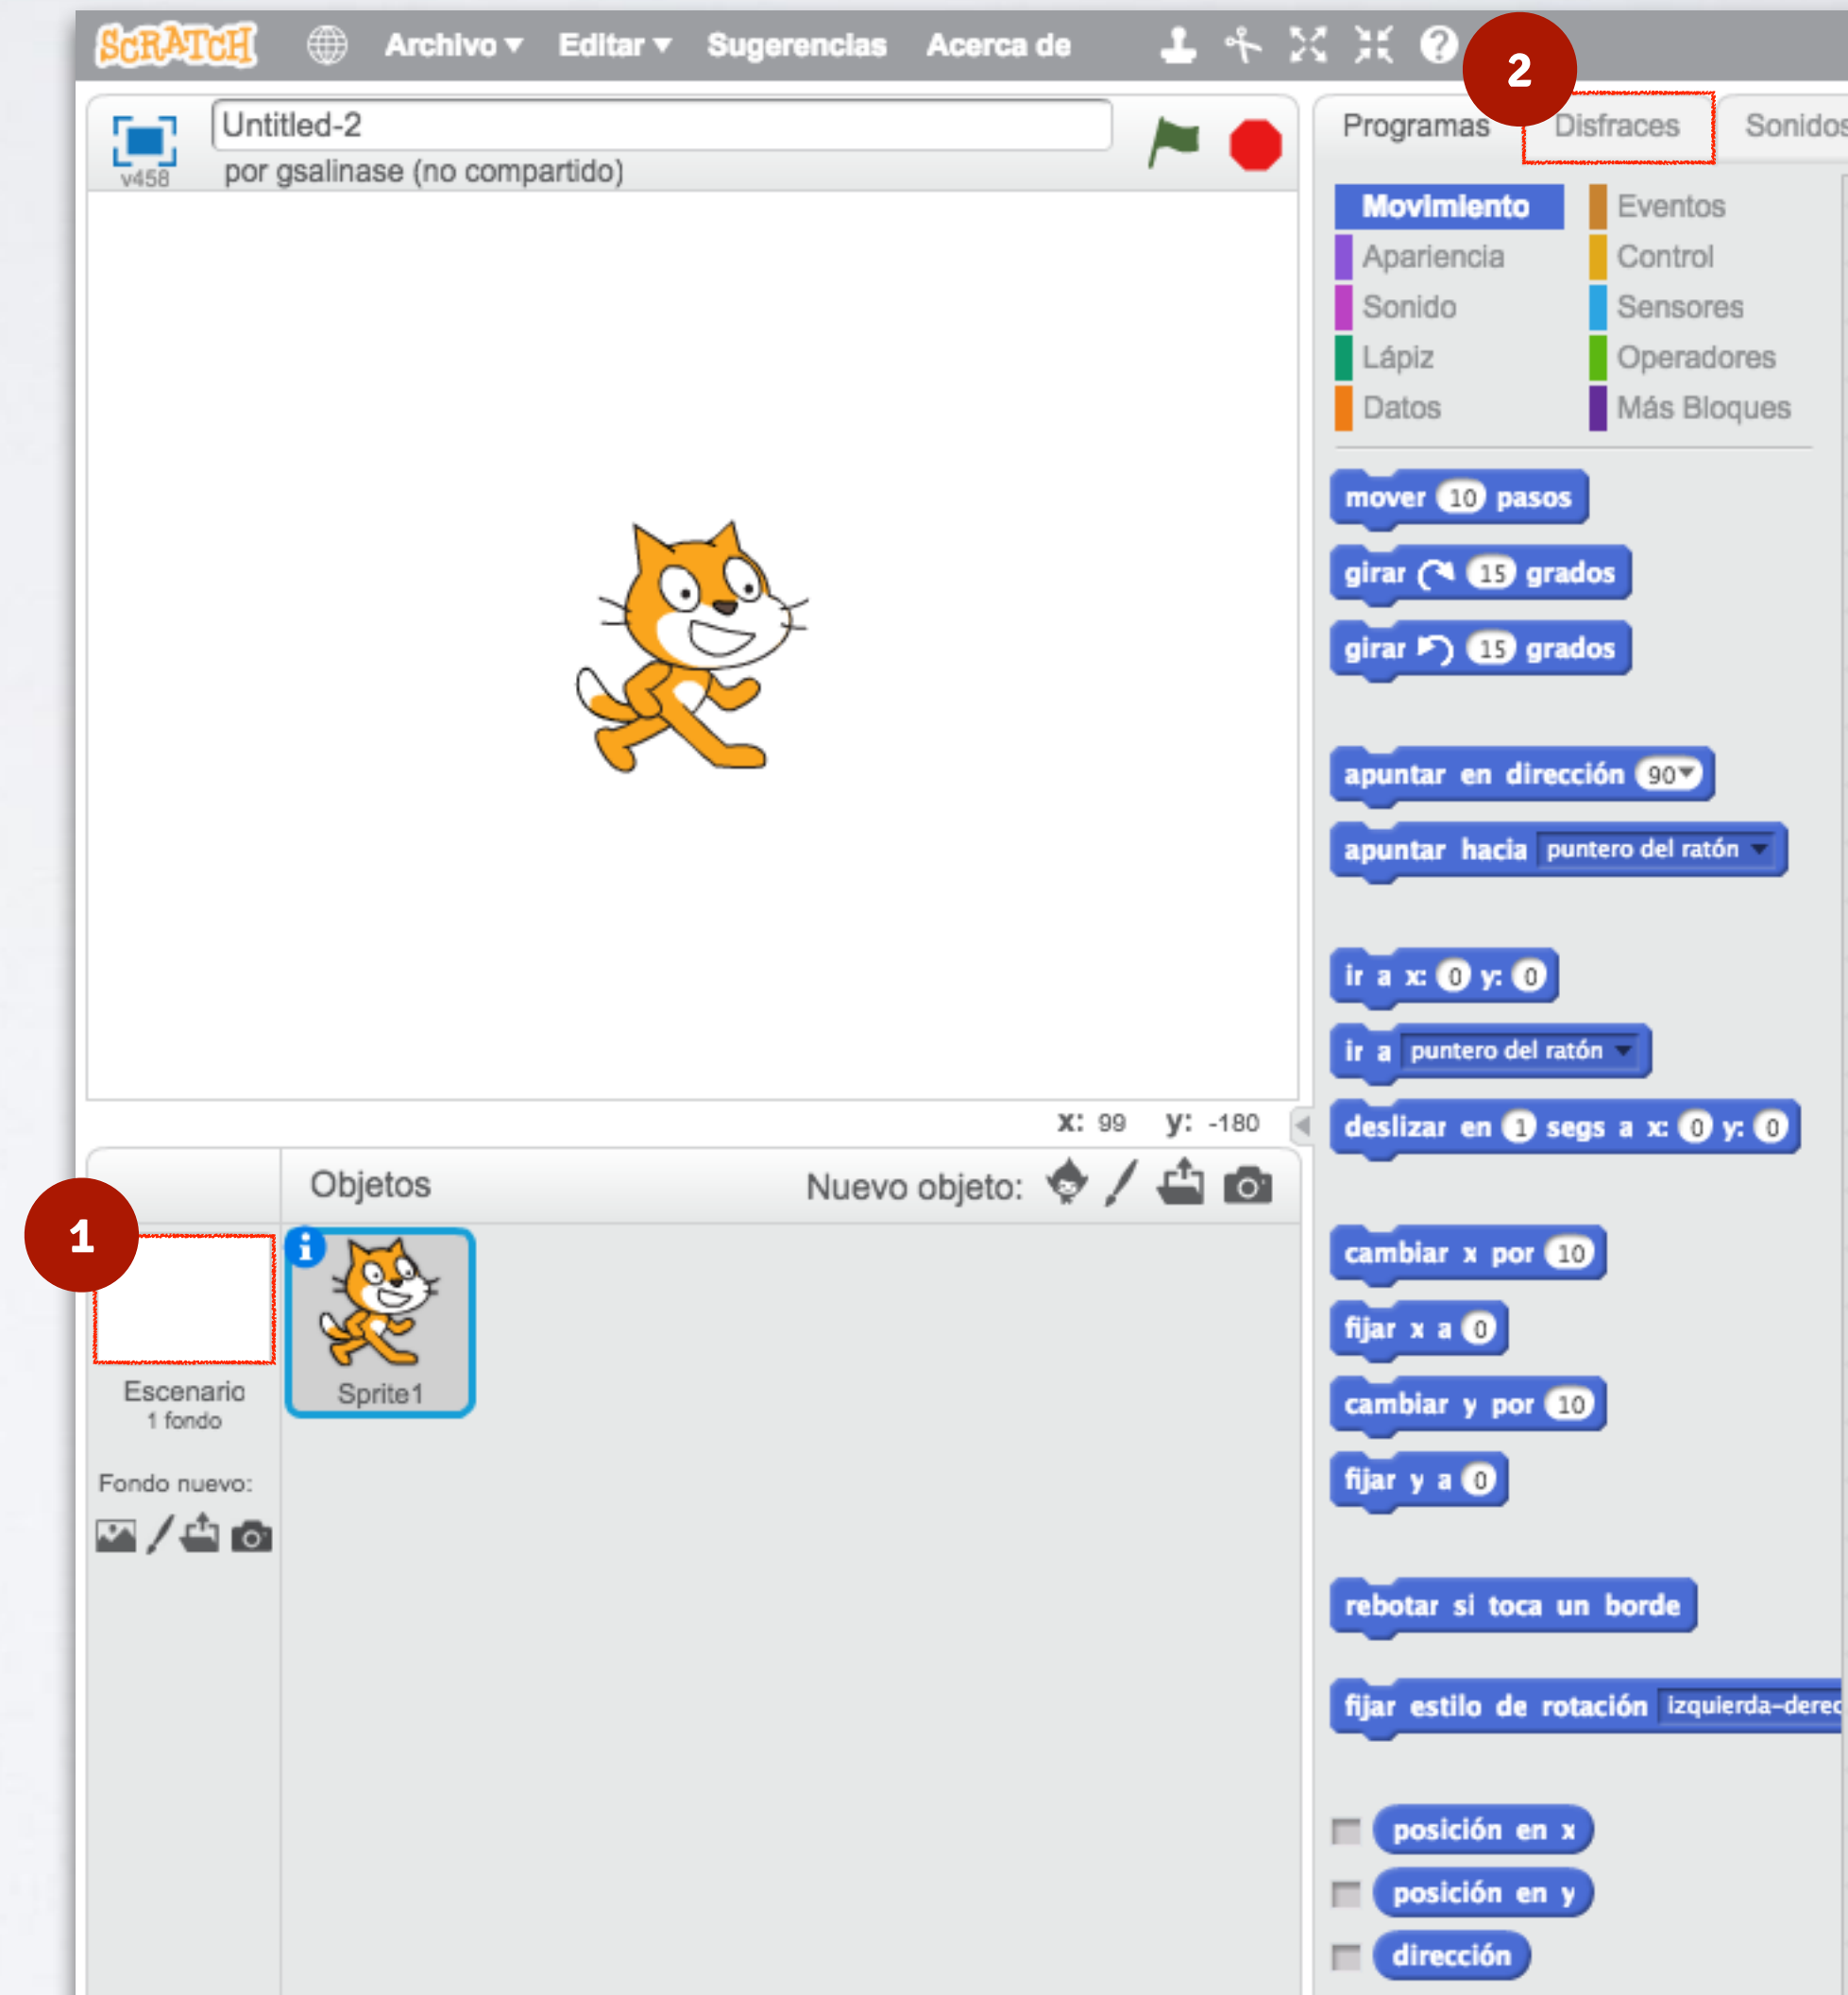 SCRATCH Archivo Editar Sugerencias Acerca de
2
Untitled-2
v458
por gsalinase (no compartido)
Programas Disfraces Sonidos
Movimiento Eventos
Apariencia Control
Sonido Sensores
Lápiz Operadores
Datos Más Bloques
mover 10 pasos
girar 15 grados
girar 15 grados
apuntar en dirección 90
apuntar hacia puntero del ratón
ir a x: 0 y: 0
ir a puntero del ratón
deslizar en 1 segs a x: 0 y: 0
cambiar x por 10
fijar x a 0
cambiar y por 10
fijar y a 0
rebotar si toca un borde
fijar estilo de rotación izquierda-derec
posición en x
posición en y
dirección
x: 99 y: -180
Objetos Nuevo objeto:
1
Sprite1
Escenario
1 fondo
Fondo nuevo: